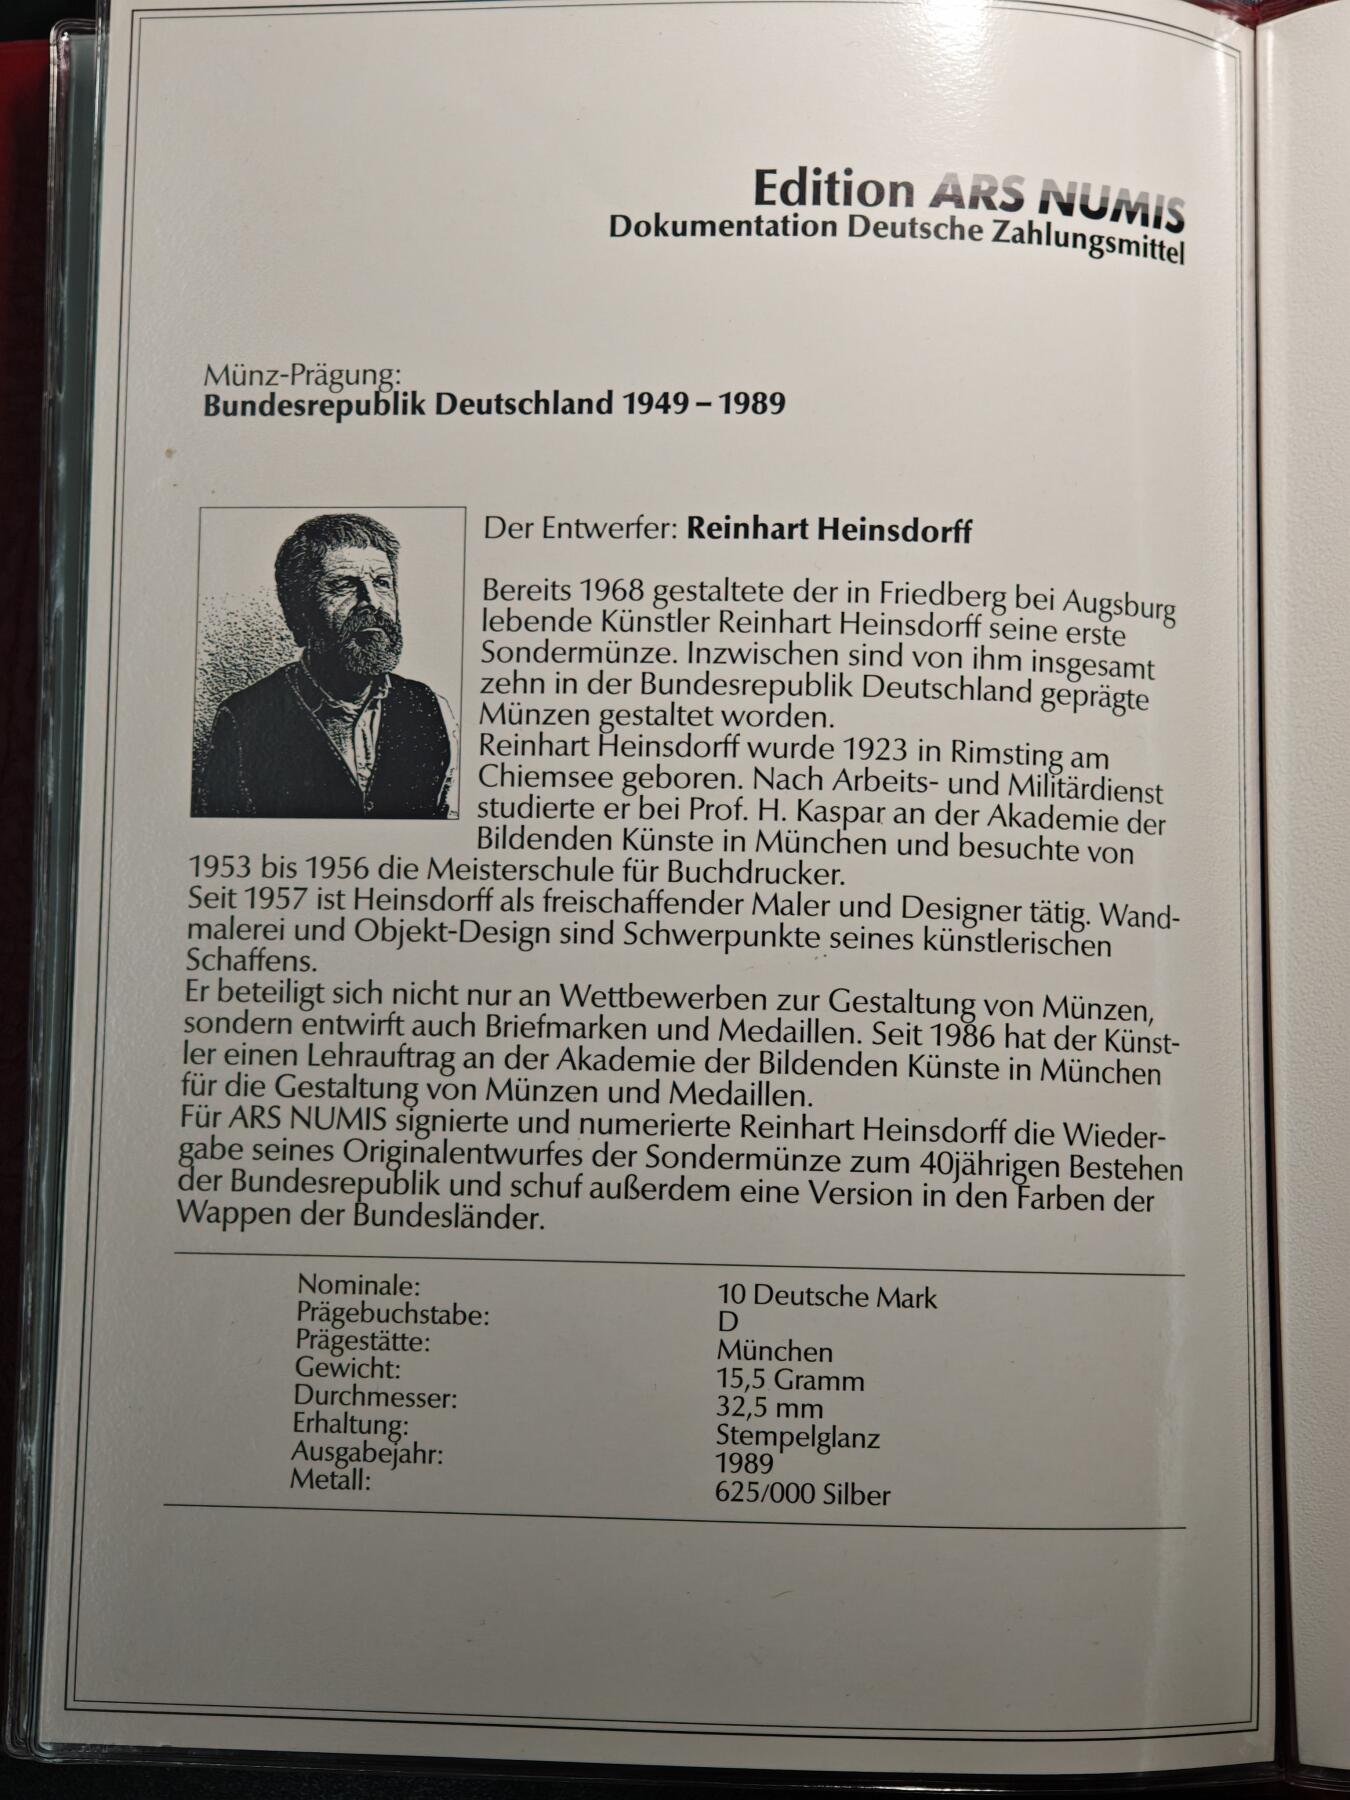 Edition ARS NUMIS
Dokumentation Deutsche Zahlungsmittel
Münz-Prägung:
Bundesrepublik Deutschland 1949 – 1989
Der Entwerfer: Reinhart Heinsdorff
Bereits 1968 gestaltete der in Friedberg bei Augsburg
lebende Künstler Reinhart Heinsdorff seine erste
Sondermünze. Inzwischen sind von ihm insgesamt
zehn in der Bundesrepublik Deutschland geprägte
Münzen gestaltet worden.
Reinhart Heinsdorff wurde 1923 in Rimsting am
Chiemsee geboren. Nach Arbeits- und Militärdienst
studierte er bei Prof. H. Kaspar an der Akademie der
Bildenden Künste in München und besuchte von
1953 bis 1956 die Meisterschule für Buchdrucker.
Seit 1957 ist Heinsdorff als freischaffender Maler und Designer tätig. Wand-
malerei und Objekt-Design sind Schwerpunkte seines künstlerischen
Schaffens.
Er beteiligt sich nicht nur an Wettbewerben zur Gestaltung von Münzen,
sondern entwirft auch Briefmarken und Medaillen. Seit 1986 hat der Künst-
ler einen Lehrauftrag an der Akademie der Bildenden Künste in München
für die Gestaltung von Münzen und Medaillen.
Für ARS NUMIS signierte und numerierte Reinhart Heinsdorff die Wieder-
gabe seines Originalentwurfes der Sondermünze zum 40jährigen Bestehen
der Bundesrepublik und schuf außerdem eine Version in den Farben der
Wappen der Bundesländer.
Nominale: 10 Deutsche Mark
Prägebuchstabe: D
Prägestätte: München
Gewicht: 15,5 Gramm
Durchmesser: 32,5 mm
Erhaltung: Stempelglanz
Ausgabejahr: 1989
Metall: 625/000 Silber